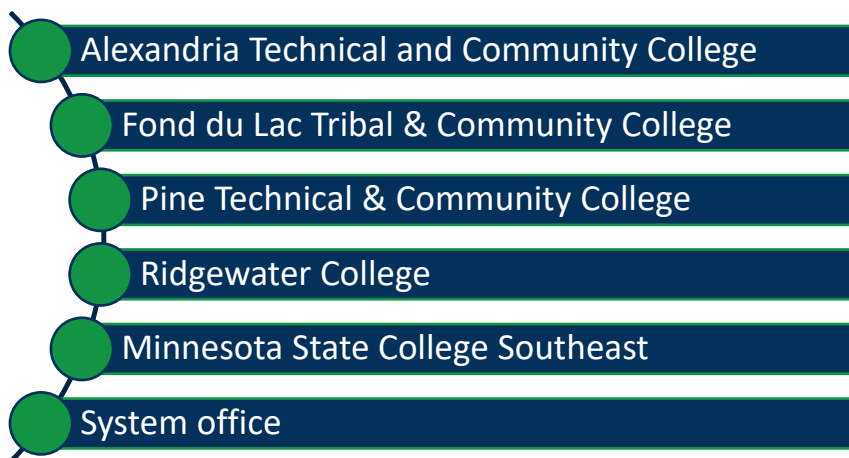 Alexandria Technical and Community College
Fond du Lac Tribal & Community College
Pine Technical & Community College
Ridgewater College
Minnesota State College Southeast
System office